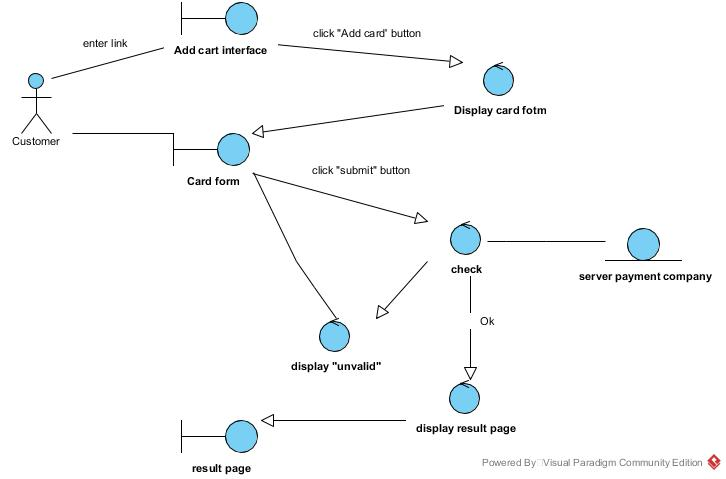 click "Add card' button
enter link
Add cart interface
Display card fotm
Customer
click "submit" button
Card form
check
server payment company
Ok
display "unvalid"
display result page
result page
Powered By Visual Paradigm Community Edition